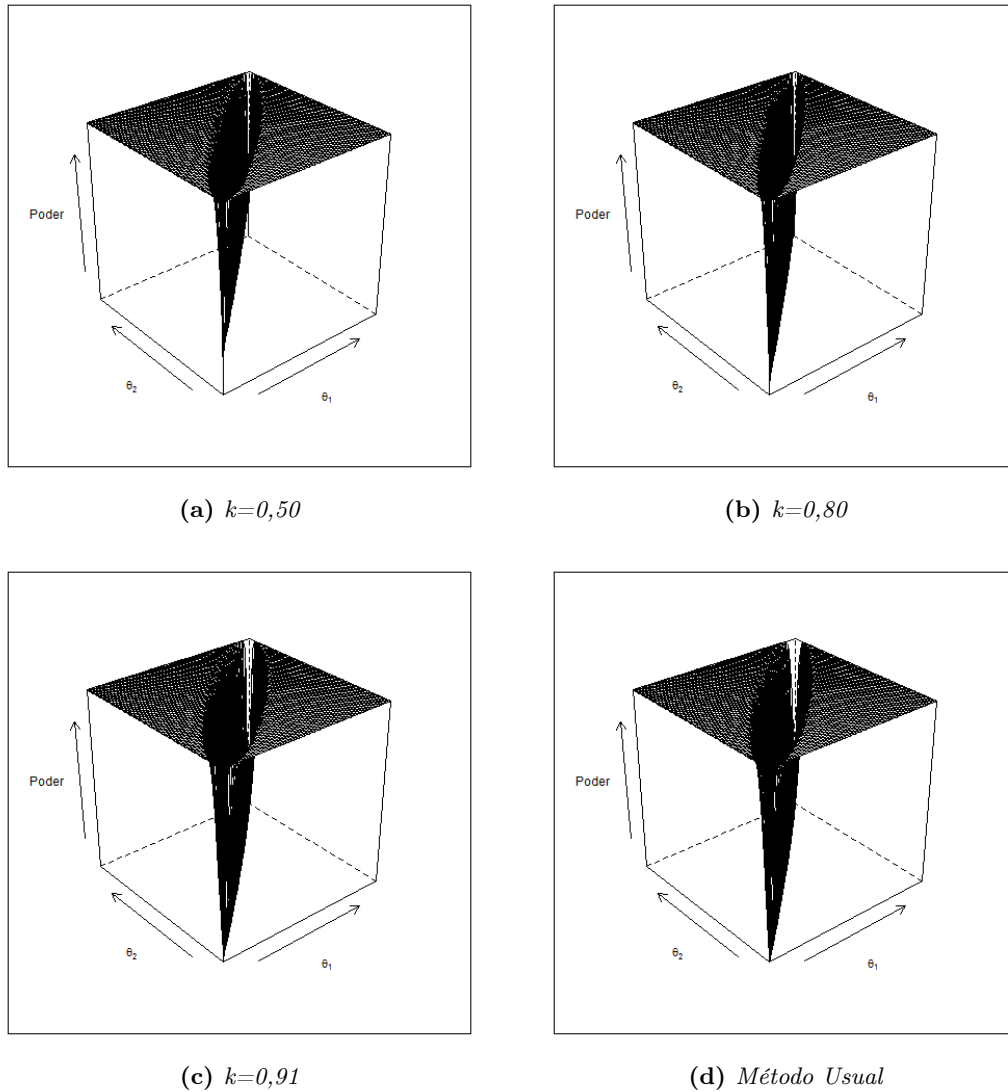 Poder
θ₂
θ₁
Poder
θ₂
θ₁
(a) k=0,50
(b) k=0,80
Poder
θ₂
θ₁
Poder
θ₂
θ₁
(c) k=0,91
(d) Método Usual